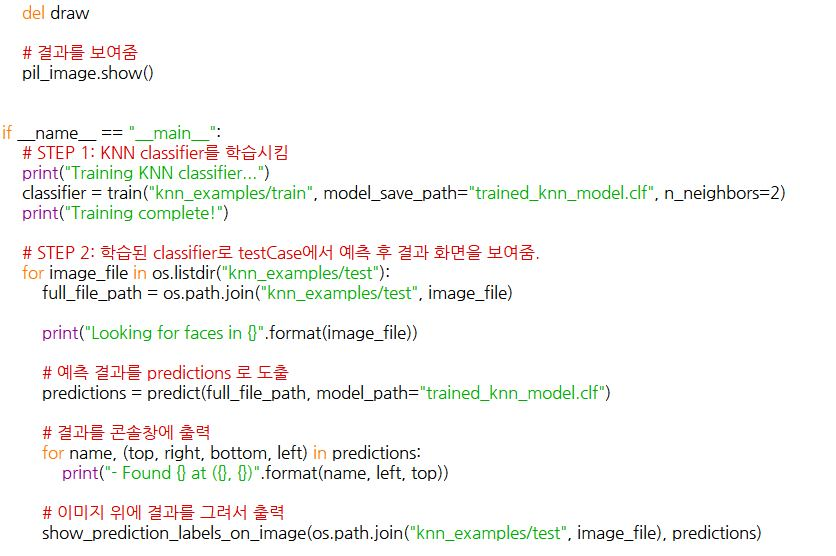 del draw
# 결과를 보여줌
pil_image.show()
if __name__ == "__main__":
# STEP 1: KNN classifier를 학습시킴
print("Training KNN classifier...")
classifier = train("knn_examples/train", model_save_path="trained_knn_model.clf", n_neighbors=2)
print("Training complete!")
# STEP 2: 학습된 classifier로 testCase에서 예측 후 결과 화면을 보여줌.
for image_file in os.listdir("knn_examples/test"):
full_file_path = os.path.join("knn_examples/test", image_file)
print("Looking for faces in {}".format(image_file))
# 예측 결과를 predictions 로 도출
predictions = predict(full_file_path, model_path="trained_knn_model.clf")
# 결과를 콘솔창에 출력
for name, (top, right, bottom, left) in predictions:
print("- Found {} at ({}, {})".format(name, left, top))
# 이미지 위에 결과를 그려서 출력
show_prediction_labels_on_image(os.path.join("knn_examples/test", image_file), predictions)